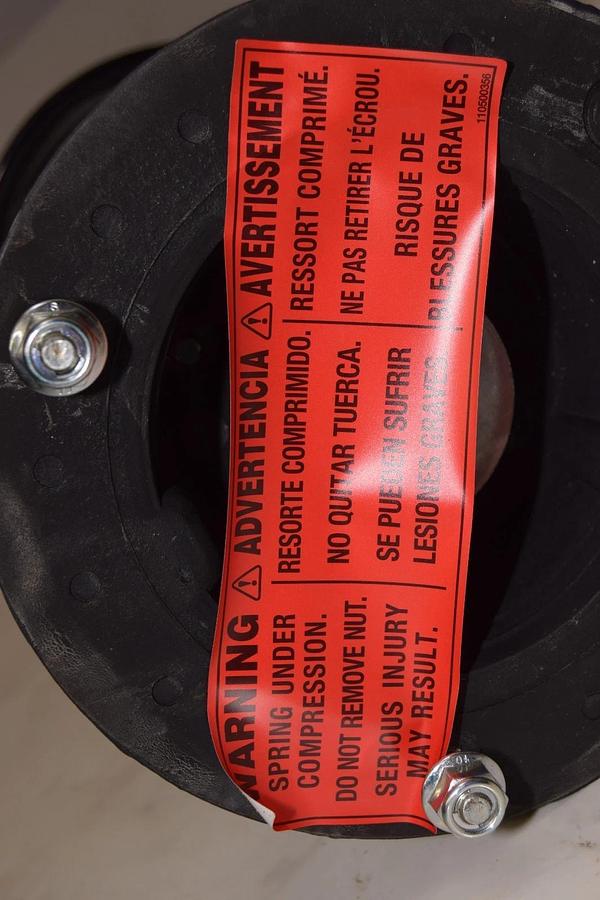 WARNING
SPRING UNDER
COMPRESSION.
DO NOT REMOVE NUT.
SERIOUS INJURY
MAY RESULT.
ADVERTENCIA
RESORTE COMPRIMIDO.
NO QUITAR TUERCA.
SE PUEDEN SUFRIR
LESIONES GRAVES
AVERTISSEMENT
RESSORT COMPRIMÉ.
NE PAS RETIRER L'ÉCROU.
RISQUE DE
BLESSURES GRAVES.
110500356